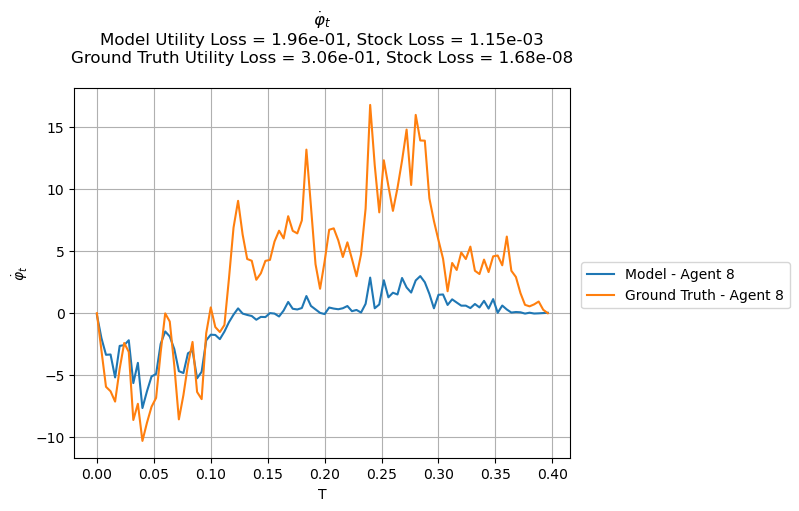 φ̇ₜ
Model Utility Loss = 1.96e-01, Stock Loss = 1.15e-03
Ground Truth Utility Loss = 3.06e-01, Stock Loss = 1.68e-08
15
10
5
0
−5
−10
φ̇ₜ
0.00 0.05 0.10 0.15 0.20 0.25 0.30 0.35 0.40
T
Model - Agent 8
Ground Truth - Agent 8